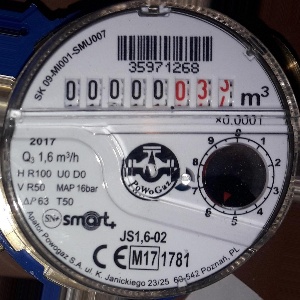 SK 09-MI001-SMU007
35971268
00000037 m³
×0.0001
2017
Q₃ 1,6 m³/h
H R100 U0 D0
V R50 MAP 16bar
ΔP 63 T50
PoWoGaz
SN+ smart+
JS1,6-02
CE M17 1781
Apator Powogaz S.A ul. K. Janickiego 23/25 60-542 Poznań, PL